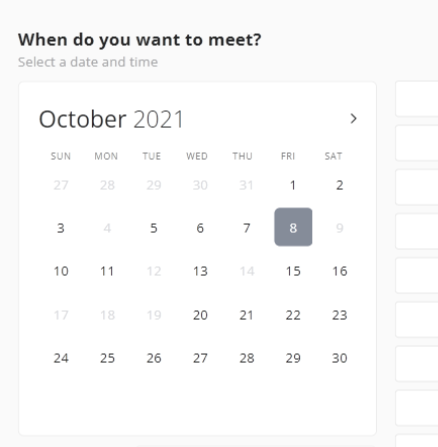 When do you want to meet?
Select a date and time
October 2021
SUN MON TUE WED THU FRI SAT
27 28 29 30 31 1 2
3 4 5 6 7 8 9
10 11 12 13 14 15 16
17 18 19 20 21 22 23
24 25 26 27 28 29 30